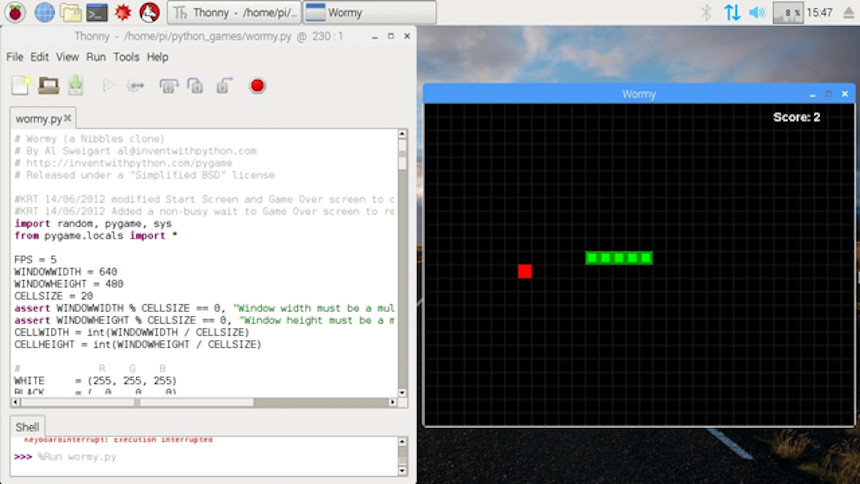 Thonny - /home/pi/...
Wormy
8 %
15:47
Thonny - /home/pi/python_games/wormy.py @ 230 : 1
File Edit View Run Tools Help
wormy.py
# Wormy (a Nibbles clone)
# By Al Sweigart al@inventwithpython.com
# http://inventwithpython.com/pygame
# Released under a "Simplified BSD" license
#KRT 14/06/2012 modified Start Screen and Game Over screen to c
#KRT 14/06/2012 Added a non-busy wait to Game Over screen to re
import random, pygame, sys
from pygame.locals import *
FPS = 5
WINDOWWIDTH = 640
WINDOWHEIGHT = 480
CELLSIZE = 20
assert WINDOWWIDTH % CELLSIZE == 0, "Window width must be a mul
assert WINDOWHEIGHT % CELLSIZE == 0, "Window height must be a m
CELLWIDTH = int(WINDOWWIDTH / CELLSIZE)
CELLHEIGHT = int(WINDOWHEIGHT / CELLSIZE)
# R G B
WHITE = (255, 255, 255)
BLACK = ( 0, 0, 0)
Shell
KeyboardInterrupt: Execution interrupted
>>> %Run wormy.py
Wormy
Score: 2